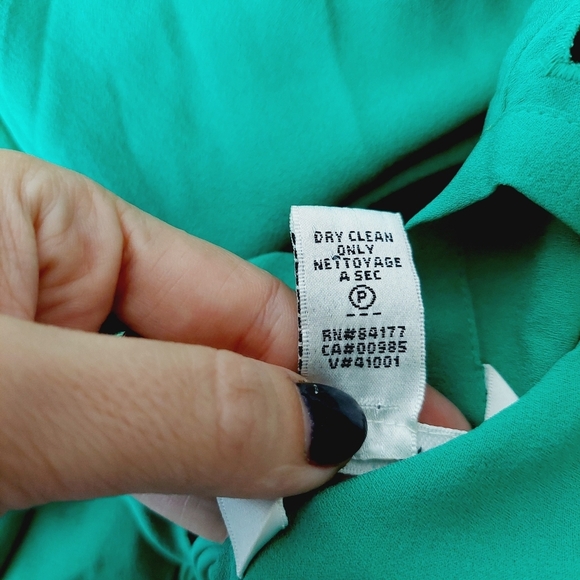 DRY CLEAN
ONLY
NETTOYAGE
A SEC
P
RN#84177
CA#00985
V#41001